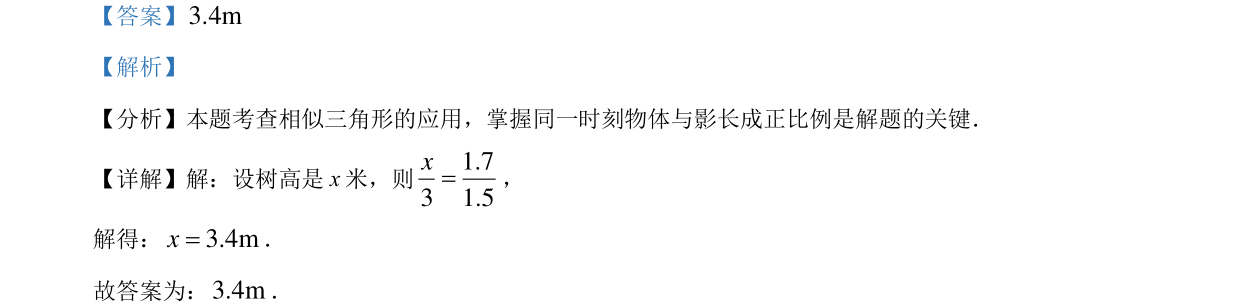 【答案】3.4m
【解析】
【分析】本题考查相似三角形的应用，掌握同一时刻物体与影长成正比例是解题的关键．
【详解】解：设树高是 x 米，则 x/3 = 1.7/1.5，
解得：x = 3.4m．
故答案为：3.4m．